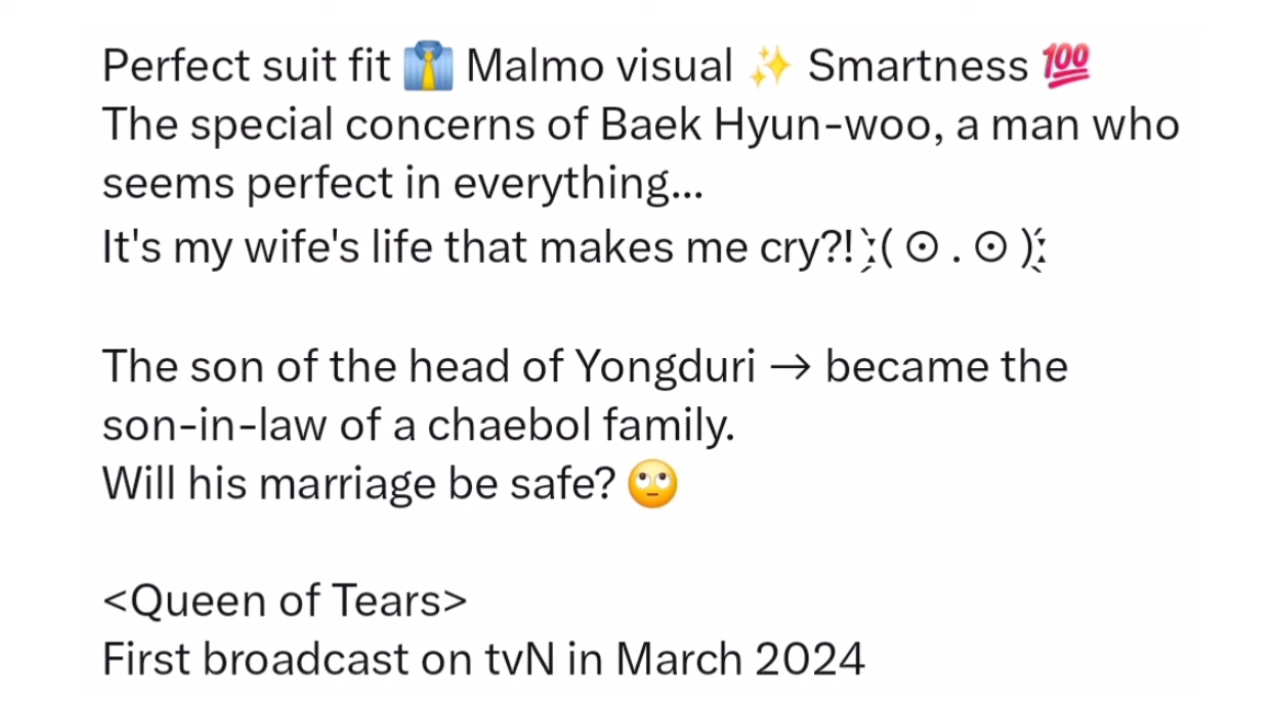 Perfect suit fit 👔 Malmo visual ✨ Smartness 💯
The special concerns of Baek Hyun-woo, a man who
seems perfect in everything...
It's my wife's life that makes me cry?! ҉( ⊙ . ⊙ )҉
The son of the head of Yongduri → became the
son-in-law of a chaebol family.
Will his marriage be safe? 🙄
<Queen of Tears>
First broadcast on tvN in March 2024